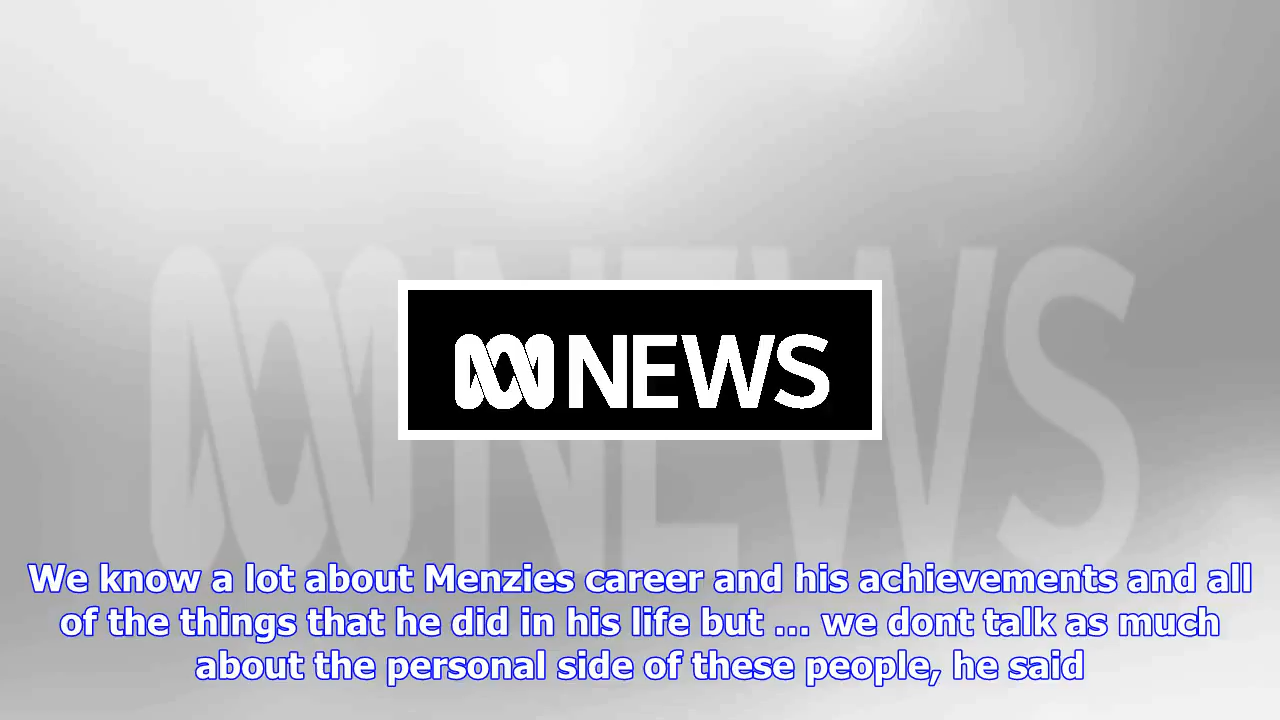 NEWS
NEWS
We know a lot about Menzies career and his achievements and all
of the things that he did in his life but ... we dont talk as much
about the personal side of these people, he said